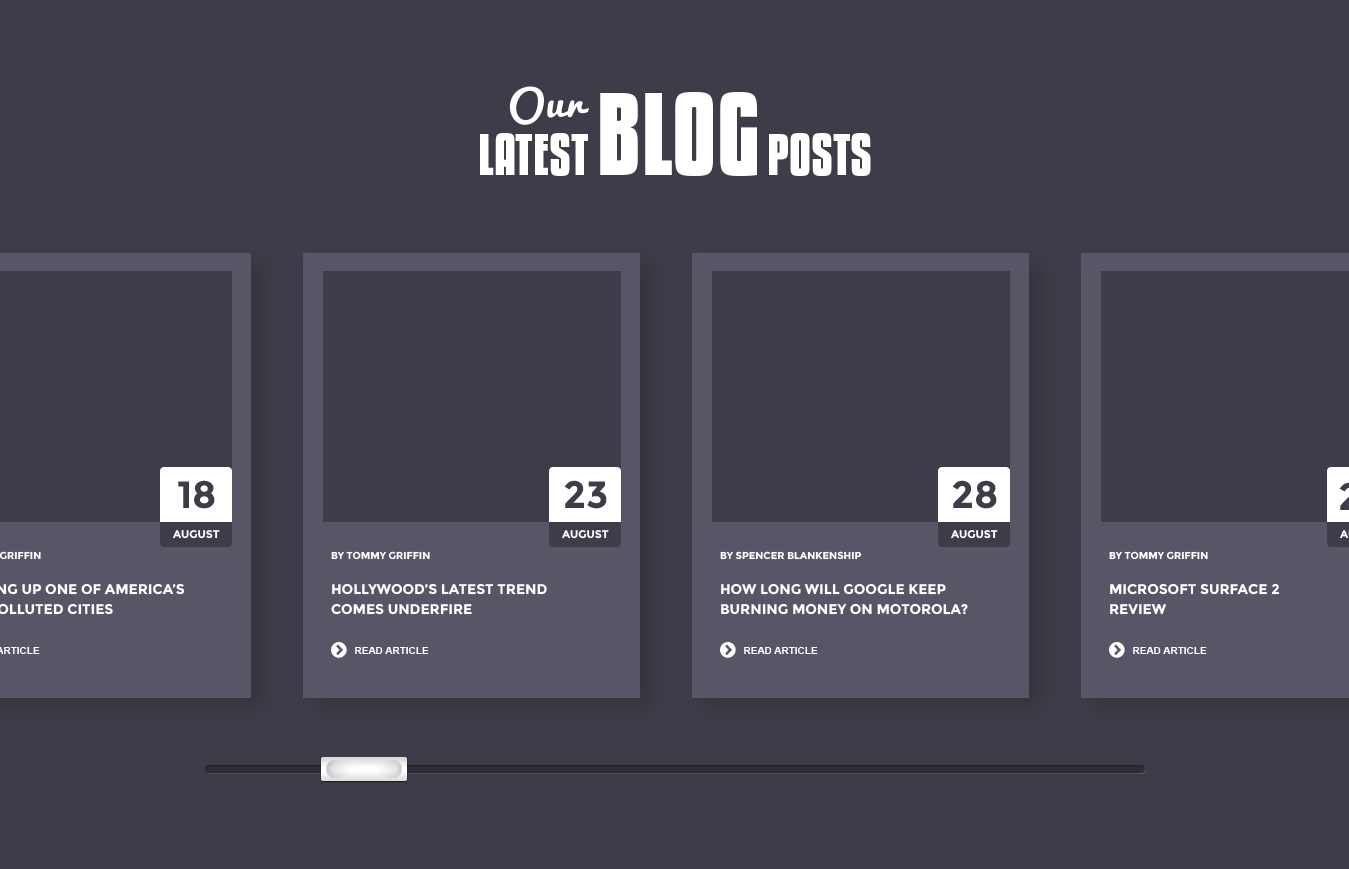 Our
LATEST BLOG POSTS
18
AUGUST
GRIFFIN
NG UP ONE OF AMERICA'S
OLLUTED CITIES
ARTICLE
23
AUGUST
BY TOMMY GRIFFIN
HOLLYWOOD'S LATEST TREND
COMES UNDERFIRE
READ ARTICLE
28
AUGUST
BY SPENCER BLANKENSHIP
HOW LONG WILL GOOGLE KEEP
BURNING MONEY ON MOTOROLA?
READ ARTICLE
2
A
BY TOMMY GRIFFIN
MICROSOFT SURFACE 2
REVIEW
READ ARTICLE